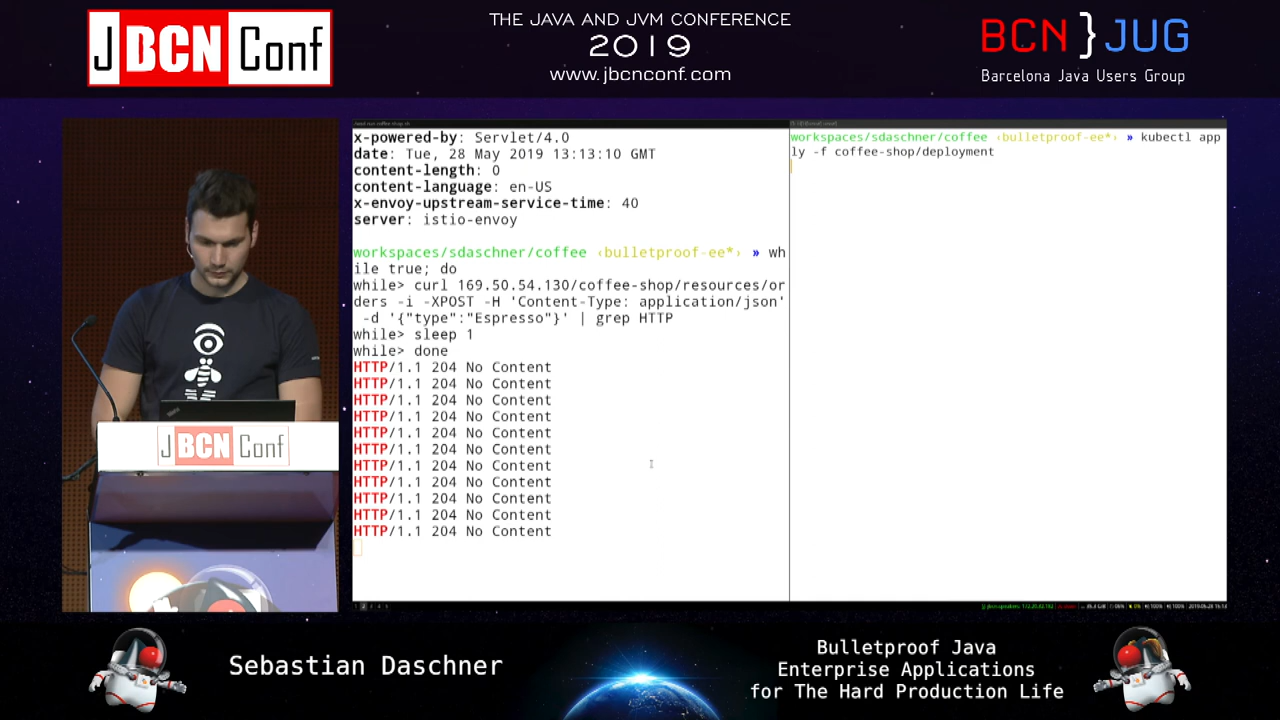 J BCN Conf
THE JAVA AND JVM CONFERENCE
2019
www.jbcnconf.com
BCN } JUG
Barcelona Java Users Group
x-powered-by: Servlet/4.0
date: Tue, 28 May 2019 13:13:10 GMT
content-length: 0
content-language: en-US
x-envoy-upstream-service-time: 40
server: istio-envoy
workspaces/sdaschner/coffee ‹bulletproof-ee*› » wh
ile true; do
while> curl 169.50.54.130/coffee-shop/resources/or
ders -i -XPOST -H 'Content-Type: application/json'
-d '{"type":"Espresso"}' | grep HTTP
while> sleep 1
while> done
HTTP/1.1 204 No Content
HTTP/1.1 204 No Content
HTTP/1.1 204 No Content
HTTP/1.1 204 No Content
HTTP/1.1 204 No Content
HTTP/1.1 204 No Content
HTTP/1.1 204 No Content
HTTP/1.1 204 No Content
HTTP/1.1 204 No Content
HTTP/1.1 204 No Content
HTTP/1.1 204 No Content
workspaces/sdaschner/coffee ‹bulletproof-ee*› » kubectl app
ly -f coffee-shop/deployment
J BCN Conf
Sebastian Daschner
Bulletproof Java
Enterprise Applications
for The Hard Production Life